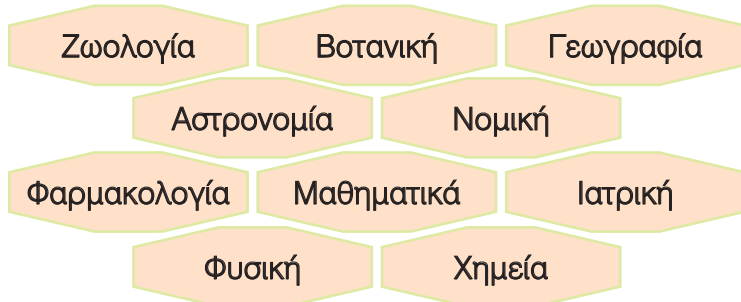 Ζωολογία Βοτανική Γεωγραφία
Αστρονομία Νομική
Φαρμακολογία Μαθηματικά Ιατρική
Φυσική Χημεία